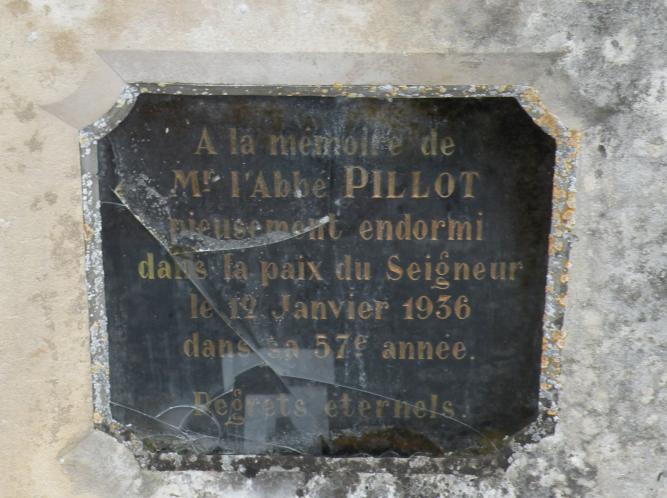 A la mémoire de
Mr l'Abbé PILLOT
pieusement endormi
dans la paix du Seigneur
le 12 Janvier 1936
dans sa 57e année.
Regrets éternels.